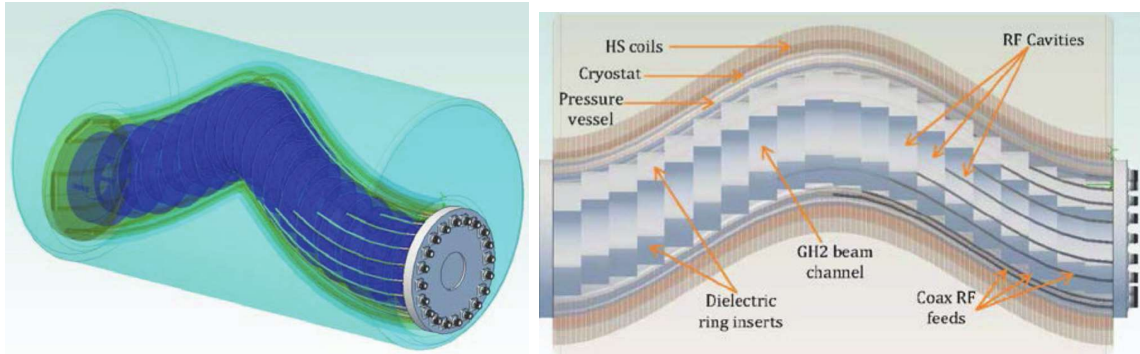 HS coils
RF Cavities
Cryostat
Pressure
vessel
GH2 beam
channel
Dielectric
ring inserts
Coax RF
feeds